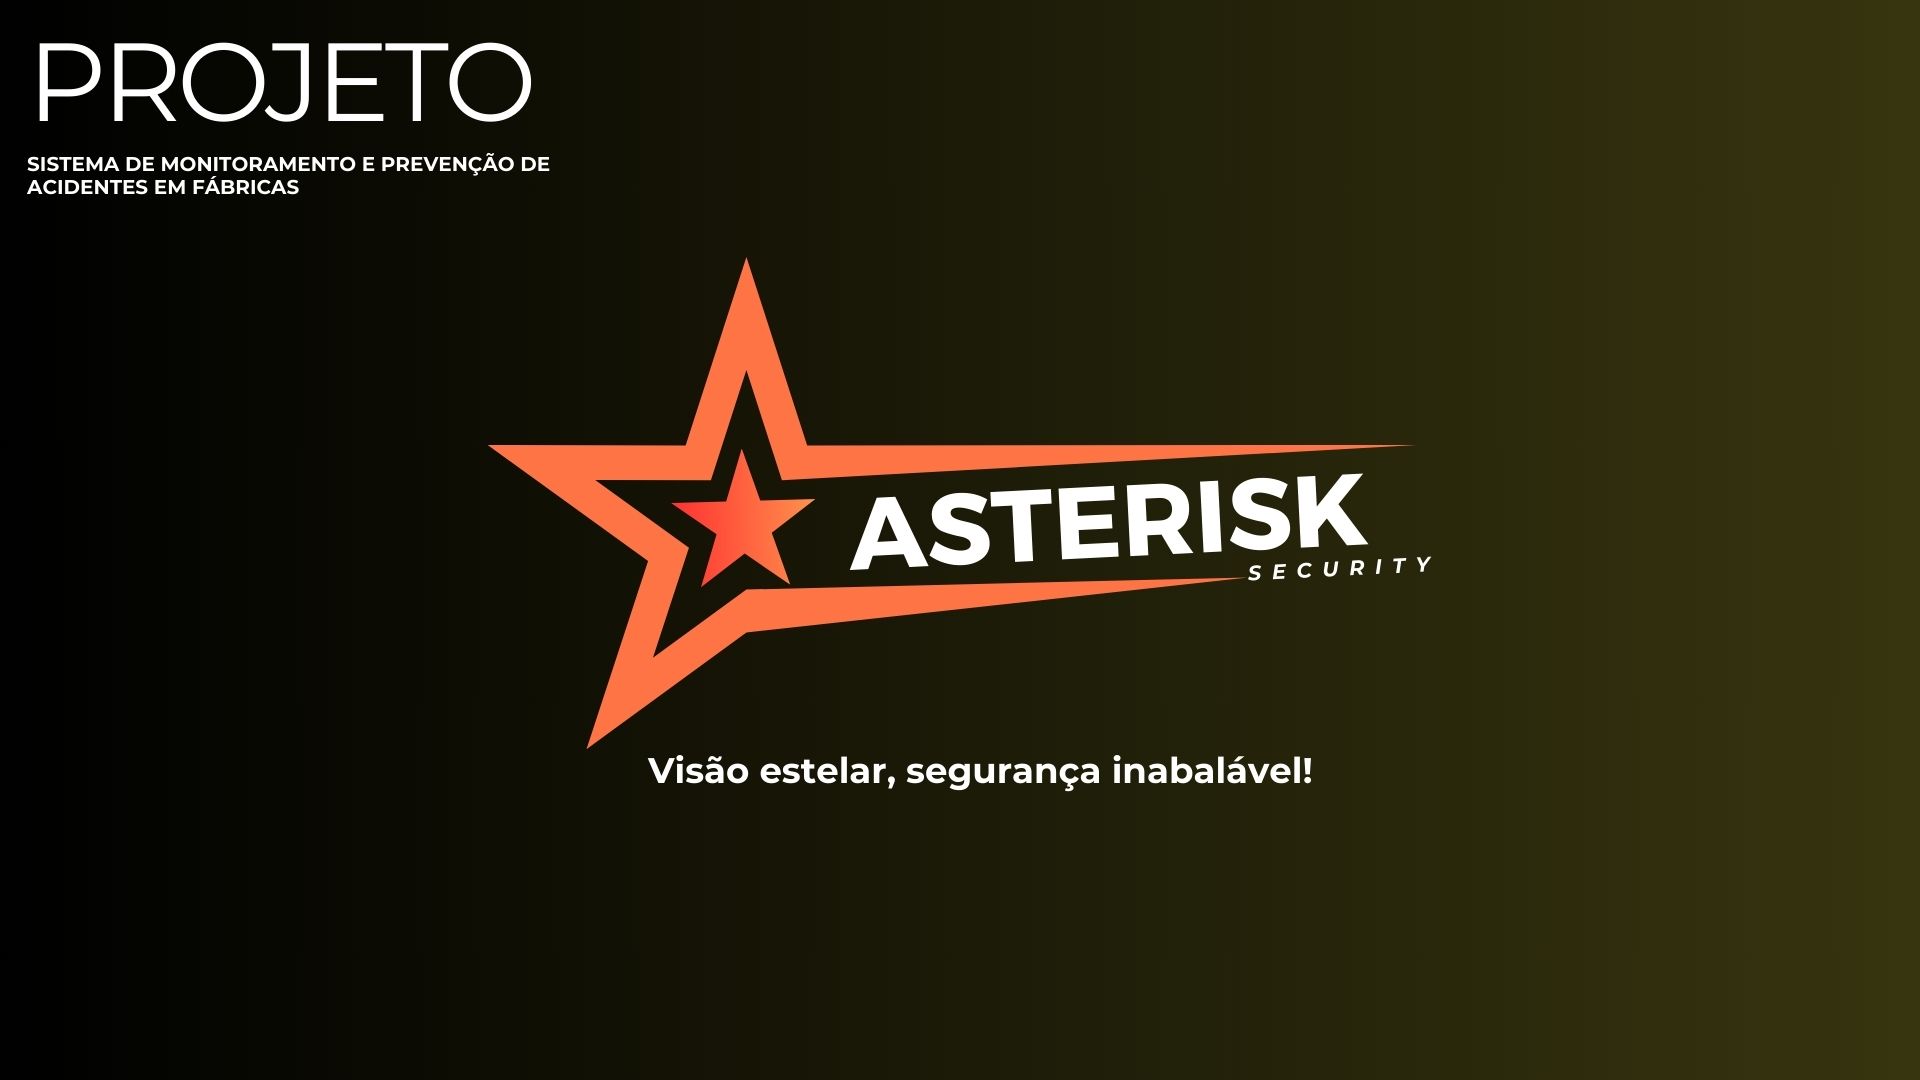 PROJETO
SISTEMA DE MONITORAMENTO E PREVENÇÃO DE
ACIDENTES EM FÁBRICAS
ASTERISK
SECURITY
Visão estelar, segurança inabalável!